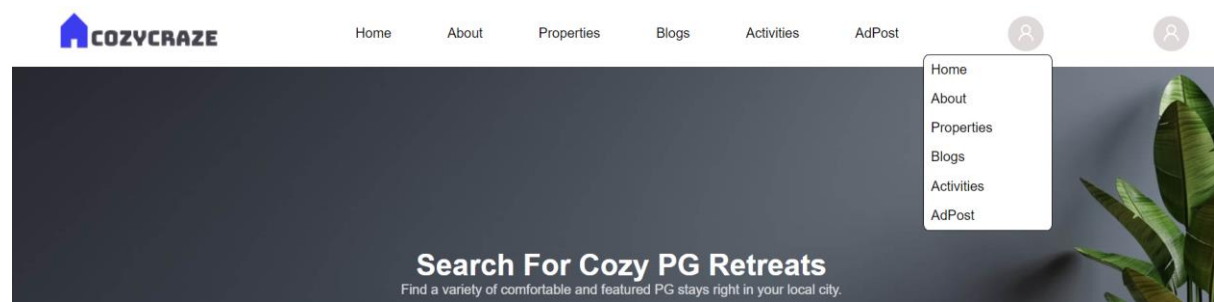 COZYCRAZE Home About Properties Blogs Activities AdPost
Home
About
Properties
Blogs
Activities
AdPost
Search For Cozy PG Retreats
Find a variety of comfortable and featured PG stays right in your local city.